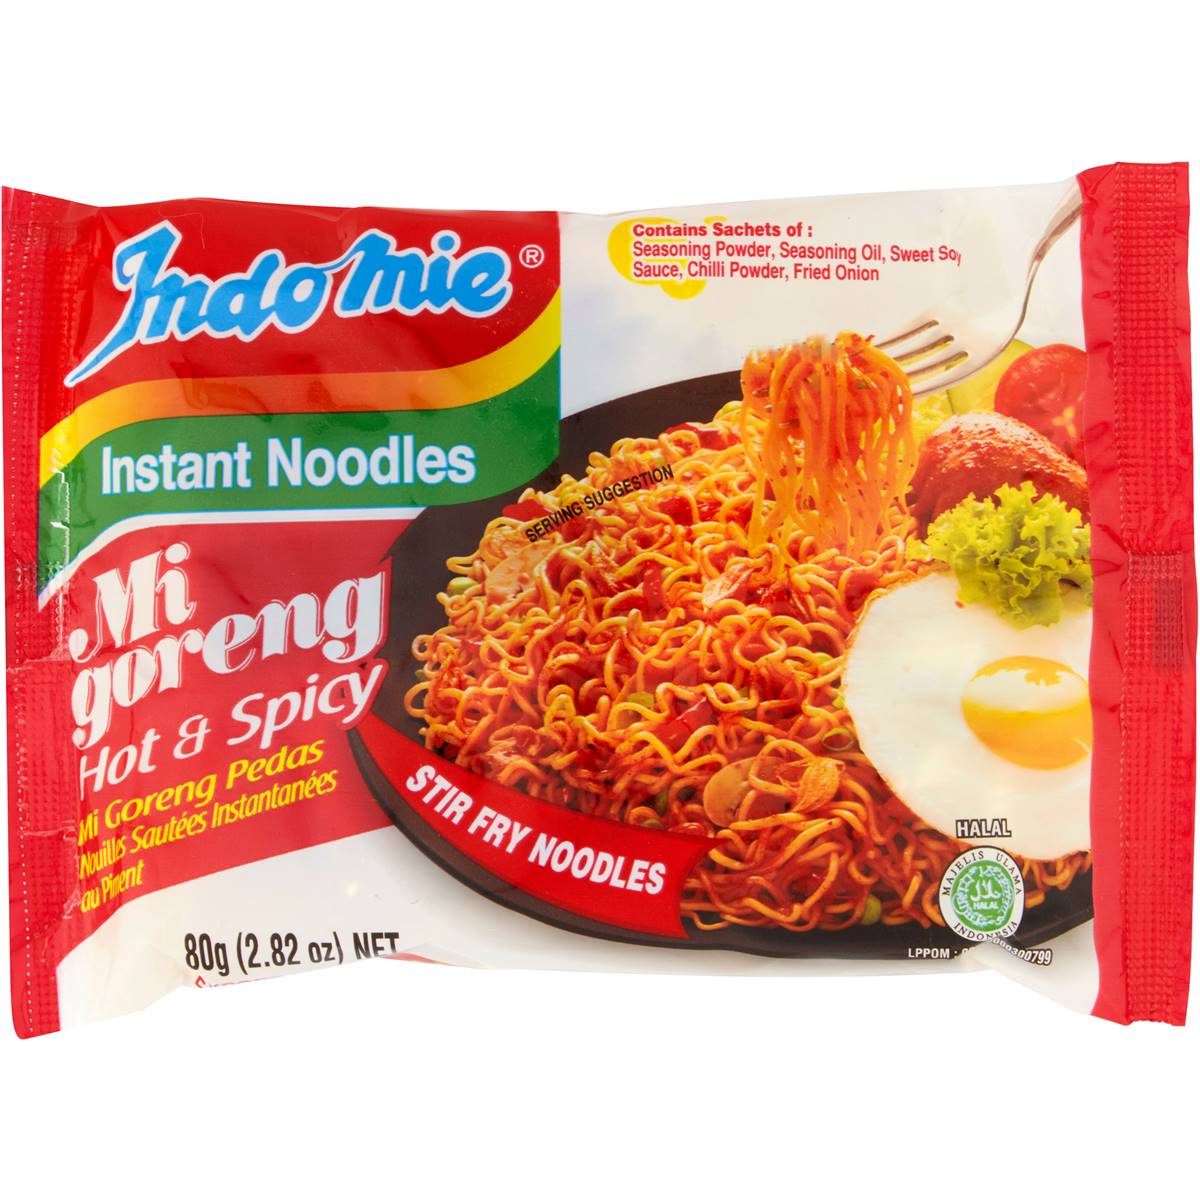 Indomie®
Instant Noodles
Mi
goreng
Hot & Spicy
Mi Goreng Pedas
Nouilles Sautées Instantanées
au Piment
80g (2.82 oz) NET
Contains Sachets of :
Seasoning Powder, Seasoning Oil, Sweet Soy
Sauce, Chilli Powder, Fried Onion
SERVING SUGGESTION
STIR FRY NOODLES
HALAL
MAJELIS ULAMA
HALAL
INDONESIA
LPPOM :